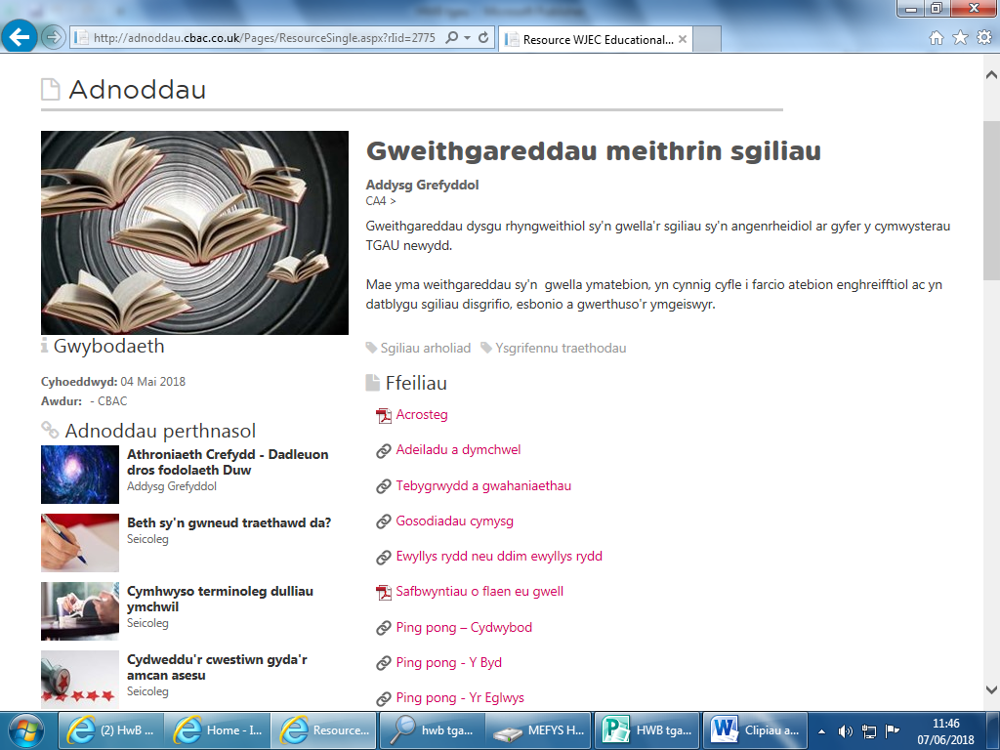 HWB tgau - Microsoft Publisher
http://adnoddau.cbac.co.uk/Pages/ResourceSingle.aspx?rIid=2775
Resource WJEC Educational...
Adnoddau
Gweithgareddau meithrin sgiliau
Addysg Grefyddol
CA4 >
Gweithgareddau dysgu rhyngweithiol sy'n gwella'r sgiliau sy'n angenrheidiol ar gyfer y cymwysterau
TGAU newydd.
Mae yma weithgareddau sy'n gwella ymatebion, yn cynnig cyfle i farcio atebion enghreifftiol ac yn
datblygu sgiliau disgrifio, esbonio a gwerthuso'r ymgeiswyr.
Sgiliau arholiad Ysgrifennu traethodau
Gwybodaeth
Cyhoeddwyd: 04 Mai 2018
Awdur: - CBAC
Adnoddau perthnasol
Athroniaeth Crefydd - Dadleuon
dros fodolaeth Duw
Addysg Grefyddol
Beth sy'n gwneud traethawd da?
Seicoleg
Cymhwyso terminoleg dulliau
ymchwil
Seicoleg
Cydweddu'r cwestiwn gyda'r
amcan asesu
Seicoleg
Ffeiliau
Acrosteg
Adeiladu a dymchwel
Tebygrwydd a gwahaniaethau
Gosodiadau cymysg
Ewyllys rydd neu ddim ewyllys rydd
Safbwyntiau o flaen eu gwell
Ping pong – Cydwybod
Ping pong - Y Byd
Ping pong - Yr Eglwys
(2) HwB ...
Home - I...
Resource...
hwb tga...
MEFYS H...
HWB tga...
Clipiau a...
11:46
07/06/2018